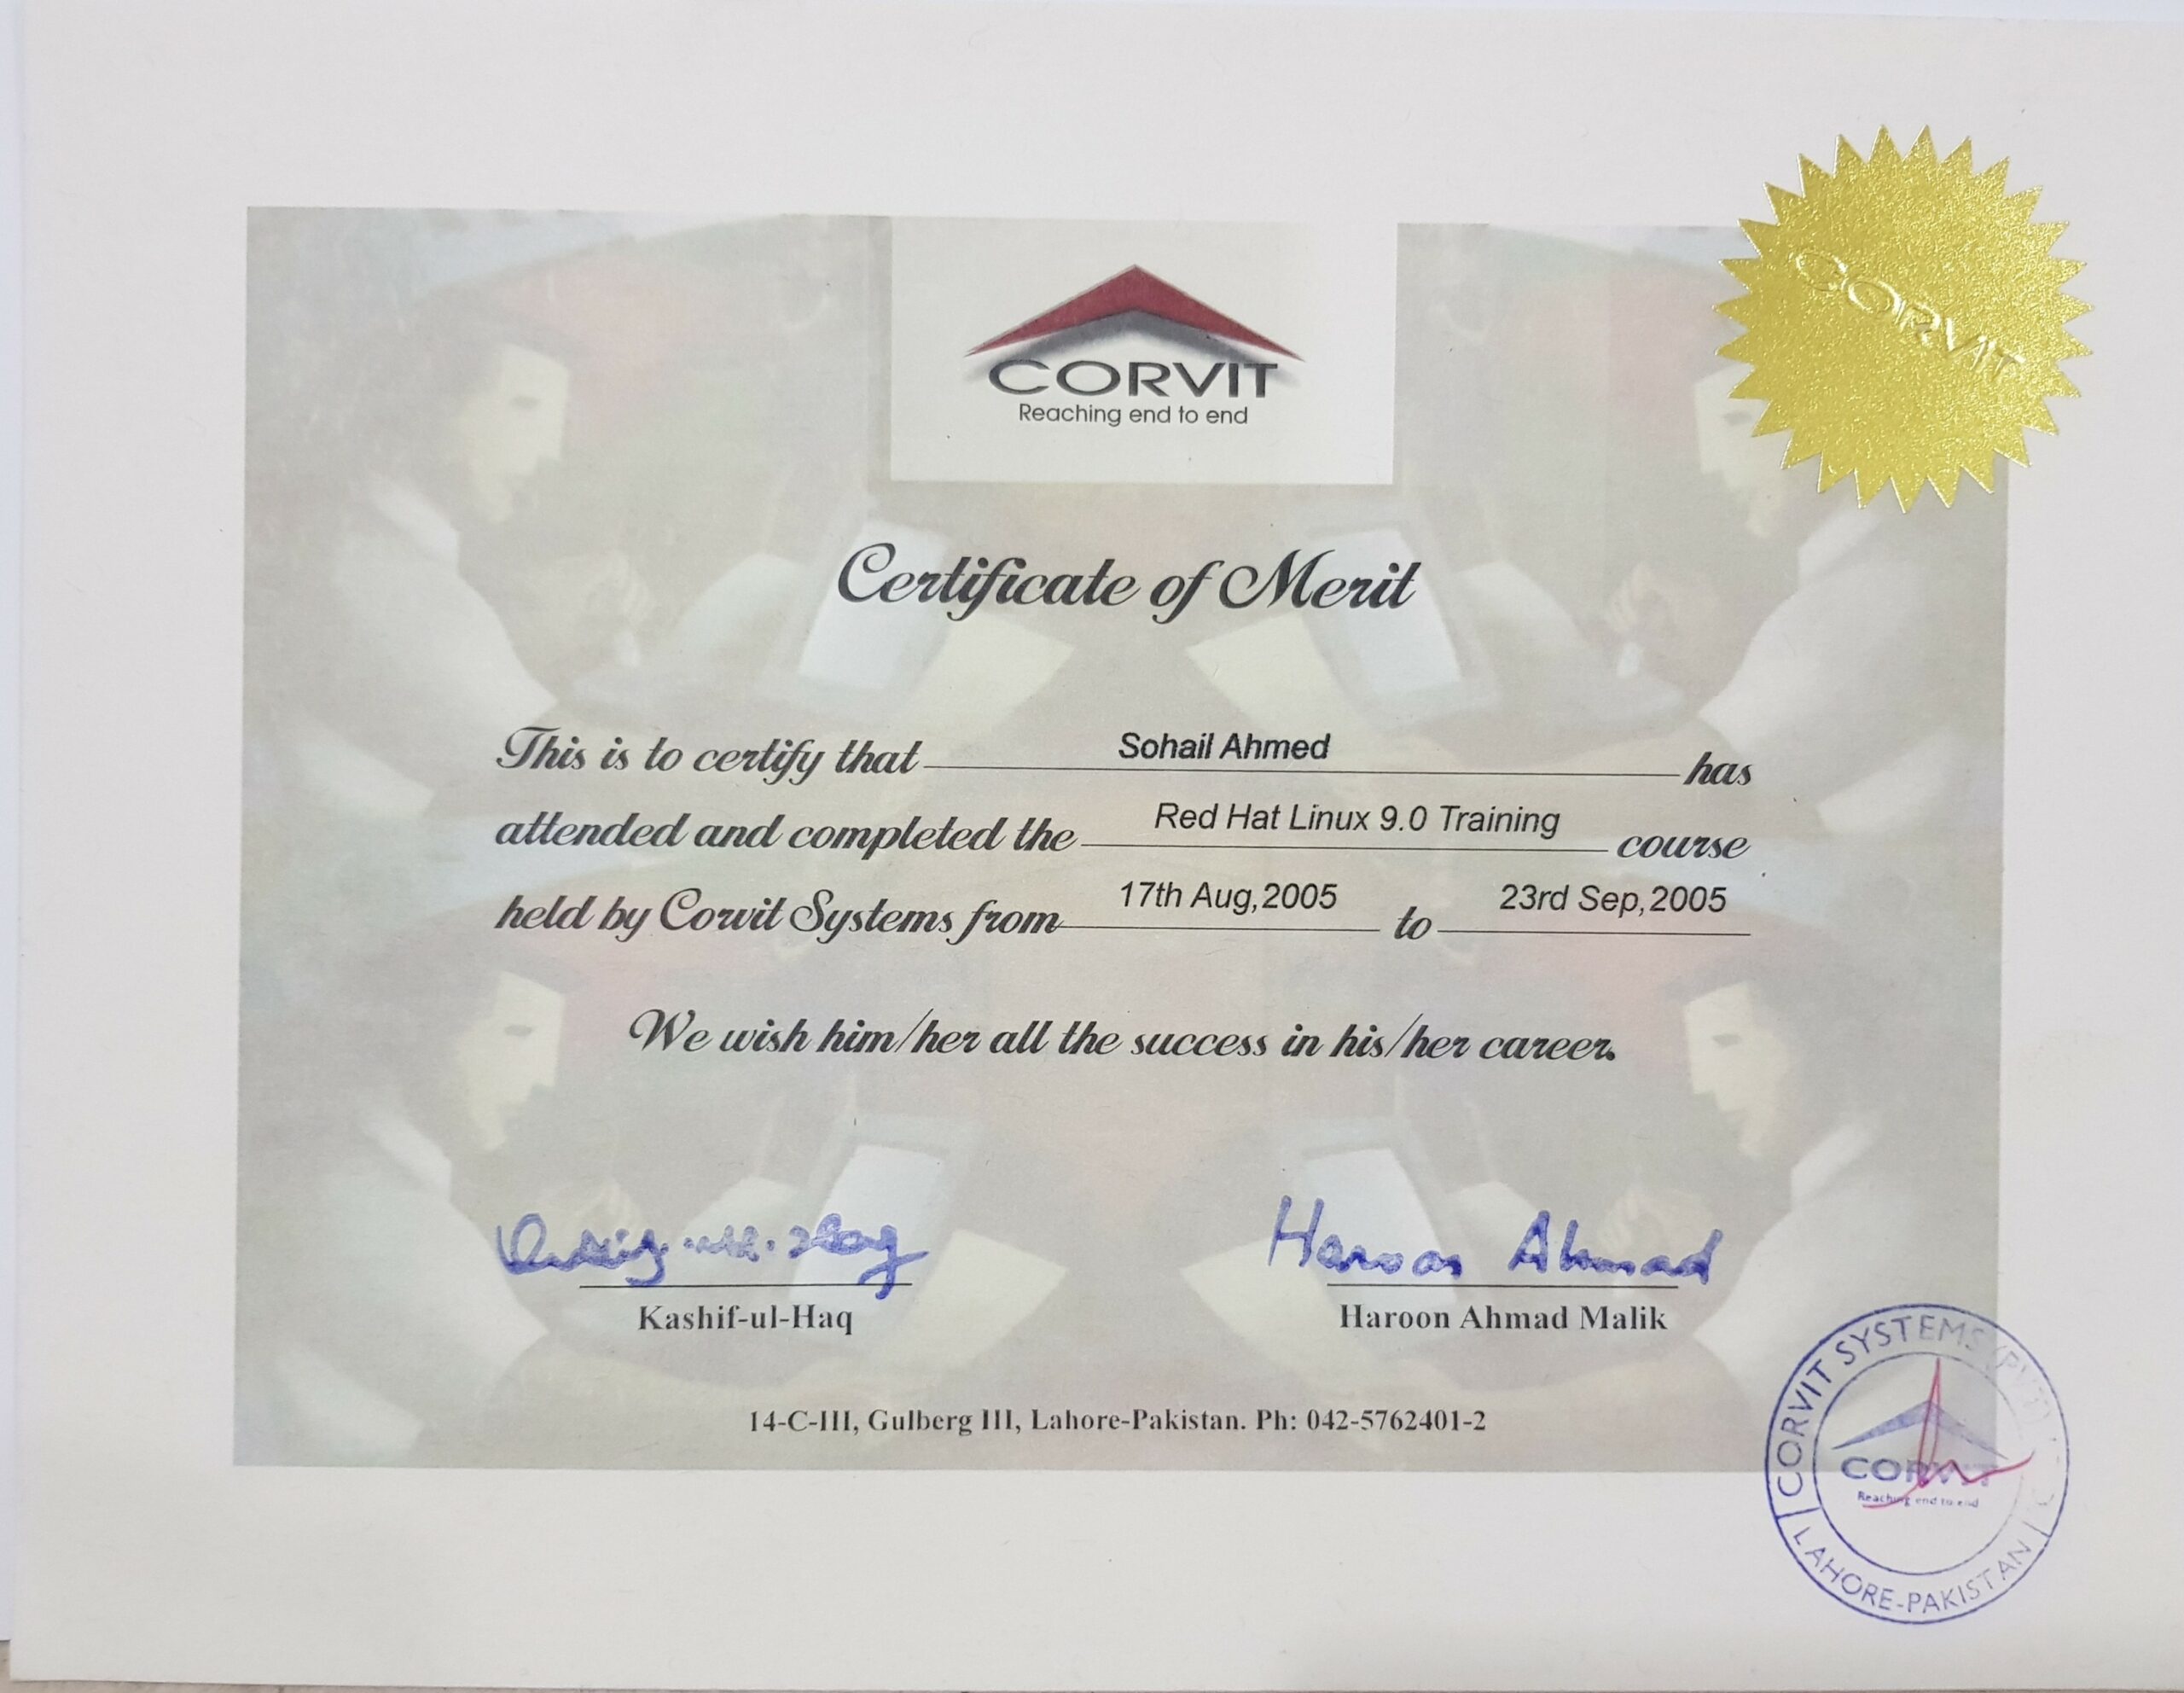 CORVIT
Reaching end to end
CORVIT
Certificate of Merit
This is to certify that Sohail Ahmed has
attended and completed the Red Hat Linux 9.0 Training course
held by Corvit Systems from 17th Aug,2005 to 23rd Sep,2005
We wish him/her all the success in his/her career.
Haroon Ahmad
Kashif-ul-Haq
Haroon Ahmad Malik
14-C-III, Gulberg III, Lahore-Pakistan. Ph: 042-5762401-2
CORVIT SYSTEMS
CORVIT
Reaching end to end
LAHORE-PAKISTAN